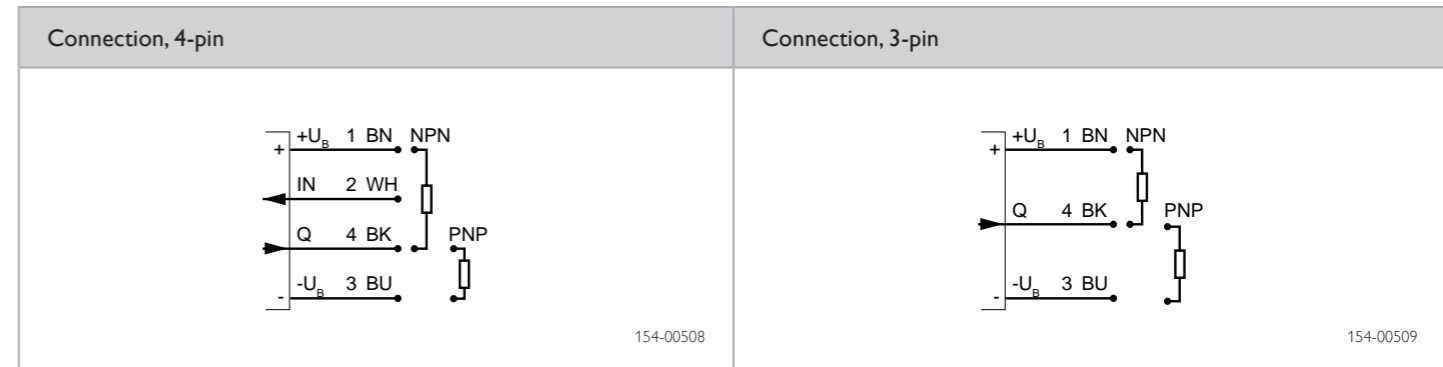 Connection, 4-pin
+U_B 1 BN NPN
+
IN 2 WH
Q 4 BK PNP
-U_B 3 BU
-
154-00508
Connection, 3-pin
+U_B 1 BN NPN
+
Q 4 BK PNP
-U_B 3 BU
-
154-00509